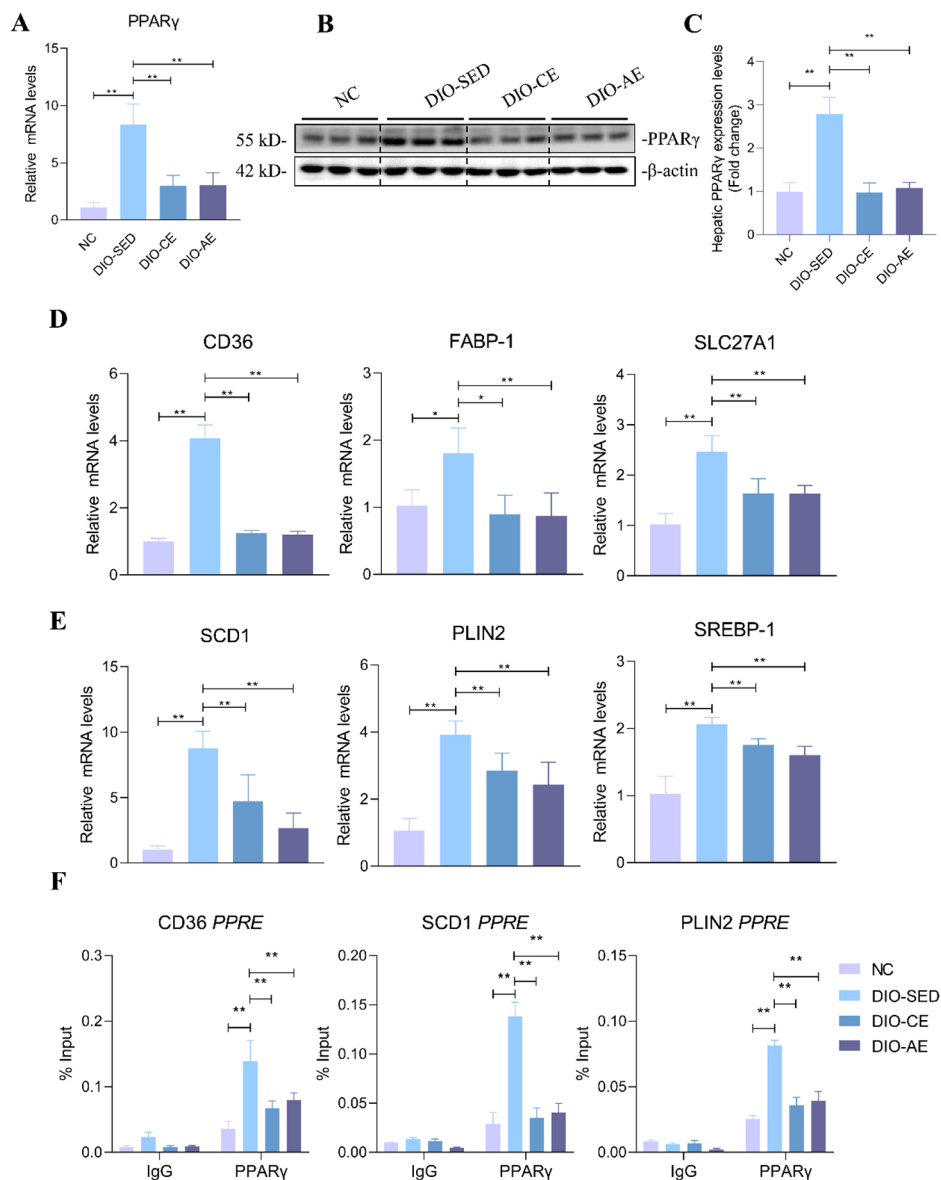 A
PPARγ
Relative mRNA levels
15
10
5
0
** ** **
NC
DIO-SED
DIO-CE
DIO-AE
B
NC
DIO-SED
DIO-CE
DIO-AE
55 kD-
-PPARγ
42 kD-
-β-actin
C
Hepatic PPARγ expression levels
(Fold change)
4
3
2
1
0
** ** **
NC
DIO-SED
DIO-CE
DIO-AE
D
CD36
Relative mRNA levels
6
4
2
0
** ** **
FABP-1
Relative mRNA levels
3
2
1
0
* * **
SLC27A1
Relative mRNA levels
4
3
2
1
0
** ** **
E
SCD1
Relative mRNA levels
15
10
5
0
** ** **
PLIN2
Relative mRNA levels
6
4
2
0
** ** **
SREBP-1
Relative mRNA levels
3
2
1
0
** ** **
F
CD36 PPRE
% Input
0.3
0.2
0.1
0.0
** ** **
IgG
PPARγ
SCD1 PPRE
% Input
0.20
0.15
0.10
0.05
0.00
** ** **
IgG
PPARγ
PLIN2 PPRE
% Input
0.15
0.10
0.05
0.00
** ** **
IgG
PPARγ
NC
DIO-SED
DIO-CE
DIO-AE